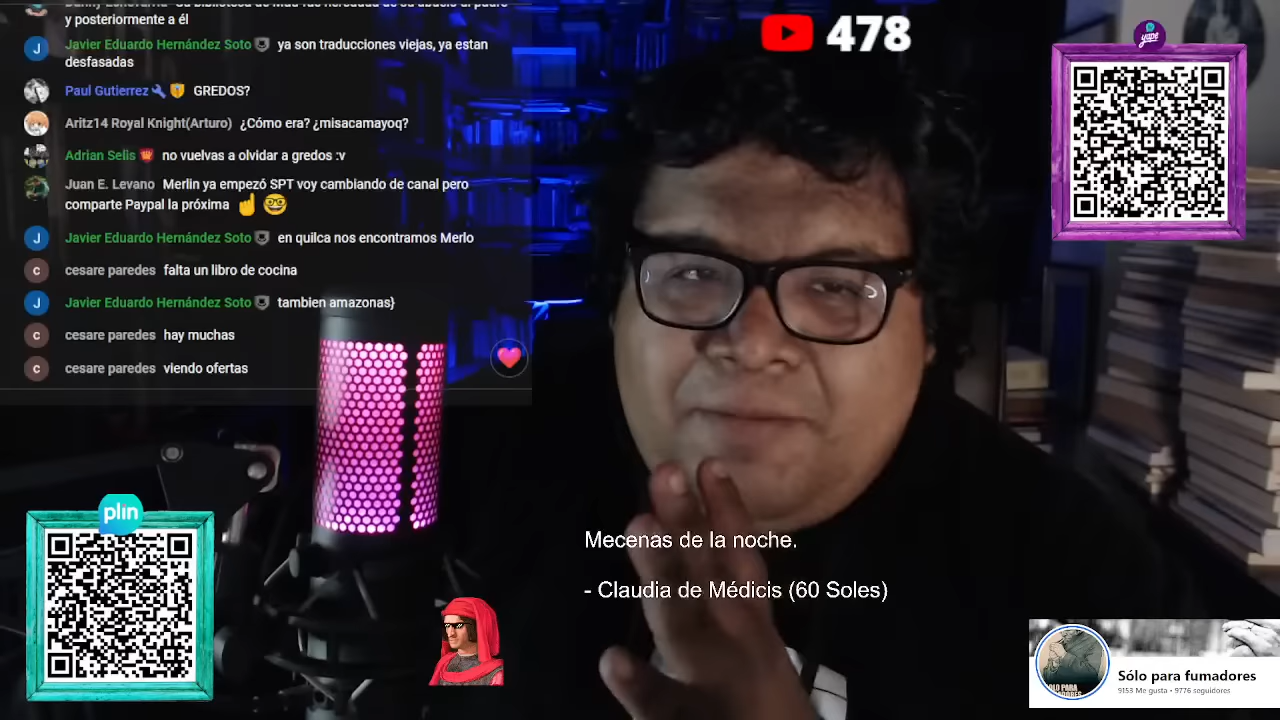 y posteriormente a él
Javier Eduardo Hernández Soto ya son traducciones viejas, ya estan
desfasadas
Paul Gutierrez GREDOS?
Aritz14 Royal Knight(Arturo) ¿Cómo era? ¿misacamayoq?
Adrian Selis no vuelvas a olvidar a gredos :v
Juan E. Levano Merlin ya empezó SPT voy cambiando de canal pero
comparte Paypal la próxima ☝️ 🤓
Javier Eduardo Hernández Soto en quilca nos encontramos Merlo
cesare paredes falta un libro de cocina
Javier Eduardo Hernández Soto tambien amazonas}
cesare paredes hay muchas
cesare paredes viendo ofertas
478
yape
plin
Mecenas de la noche.
- Claudia de Médicis (60 Soles)
Sólo para fumadores
9153 Me gusta • 9776 seguidores